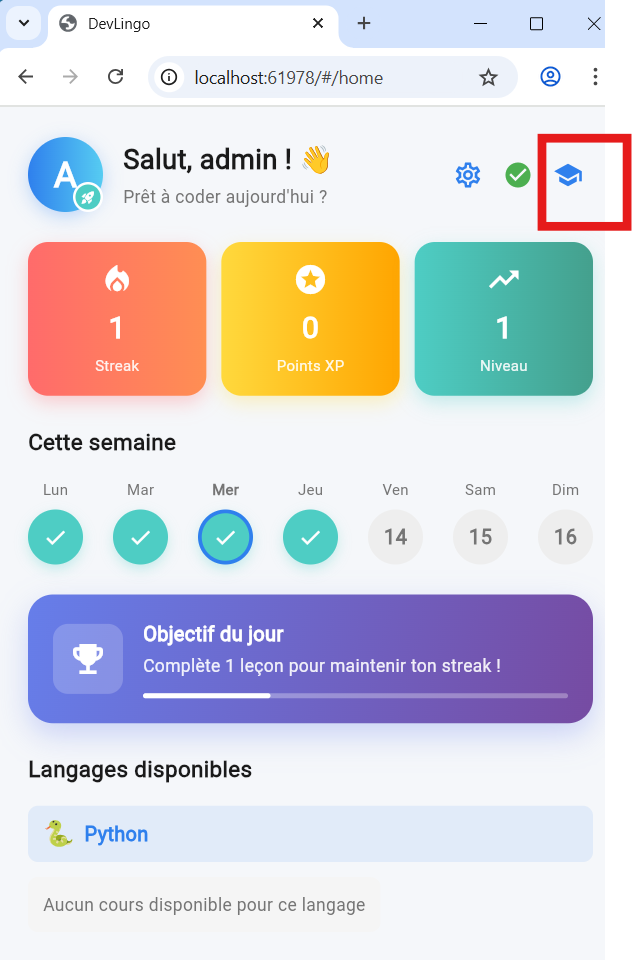 DevLingo
localhost:61978/#/home
A
Salut, admin ! 👋
Prêt à coder aujourd'hui ?
1
Streak
0
Points XP
1
Niveau
Cette semaine
Lun Mar Mer Jeu Ven Sam Dim
14 15 16
Objectif du jour
Complète 1 leçon pour maintenir ton streak !
Langages disponibles
🐍 Python
Aucun cours disponible pour ce langage